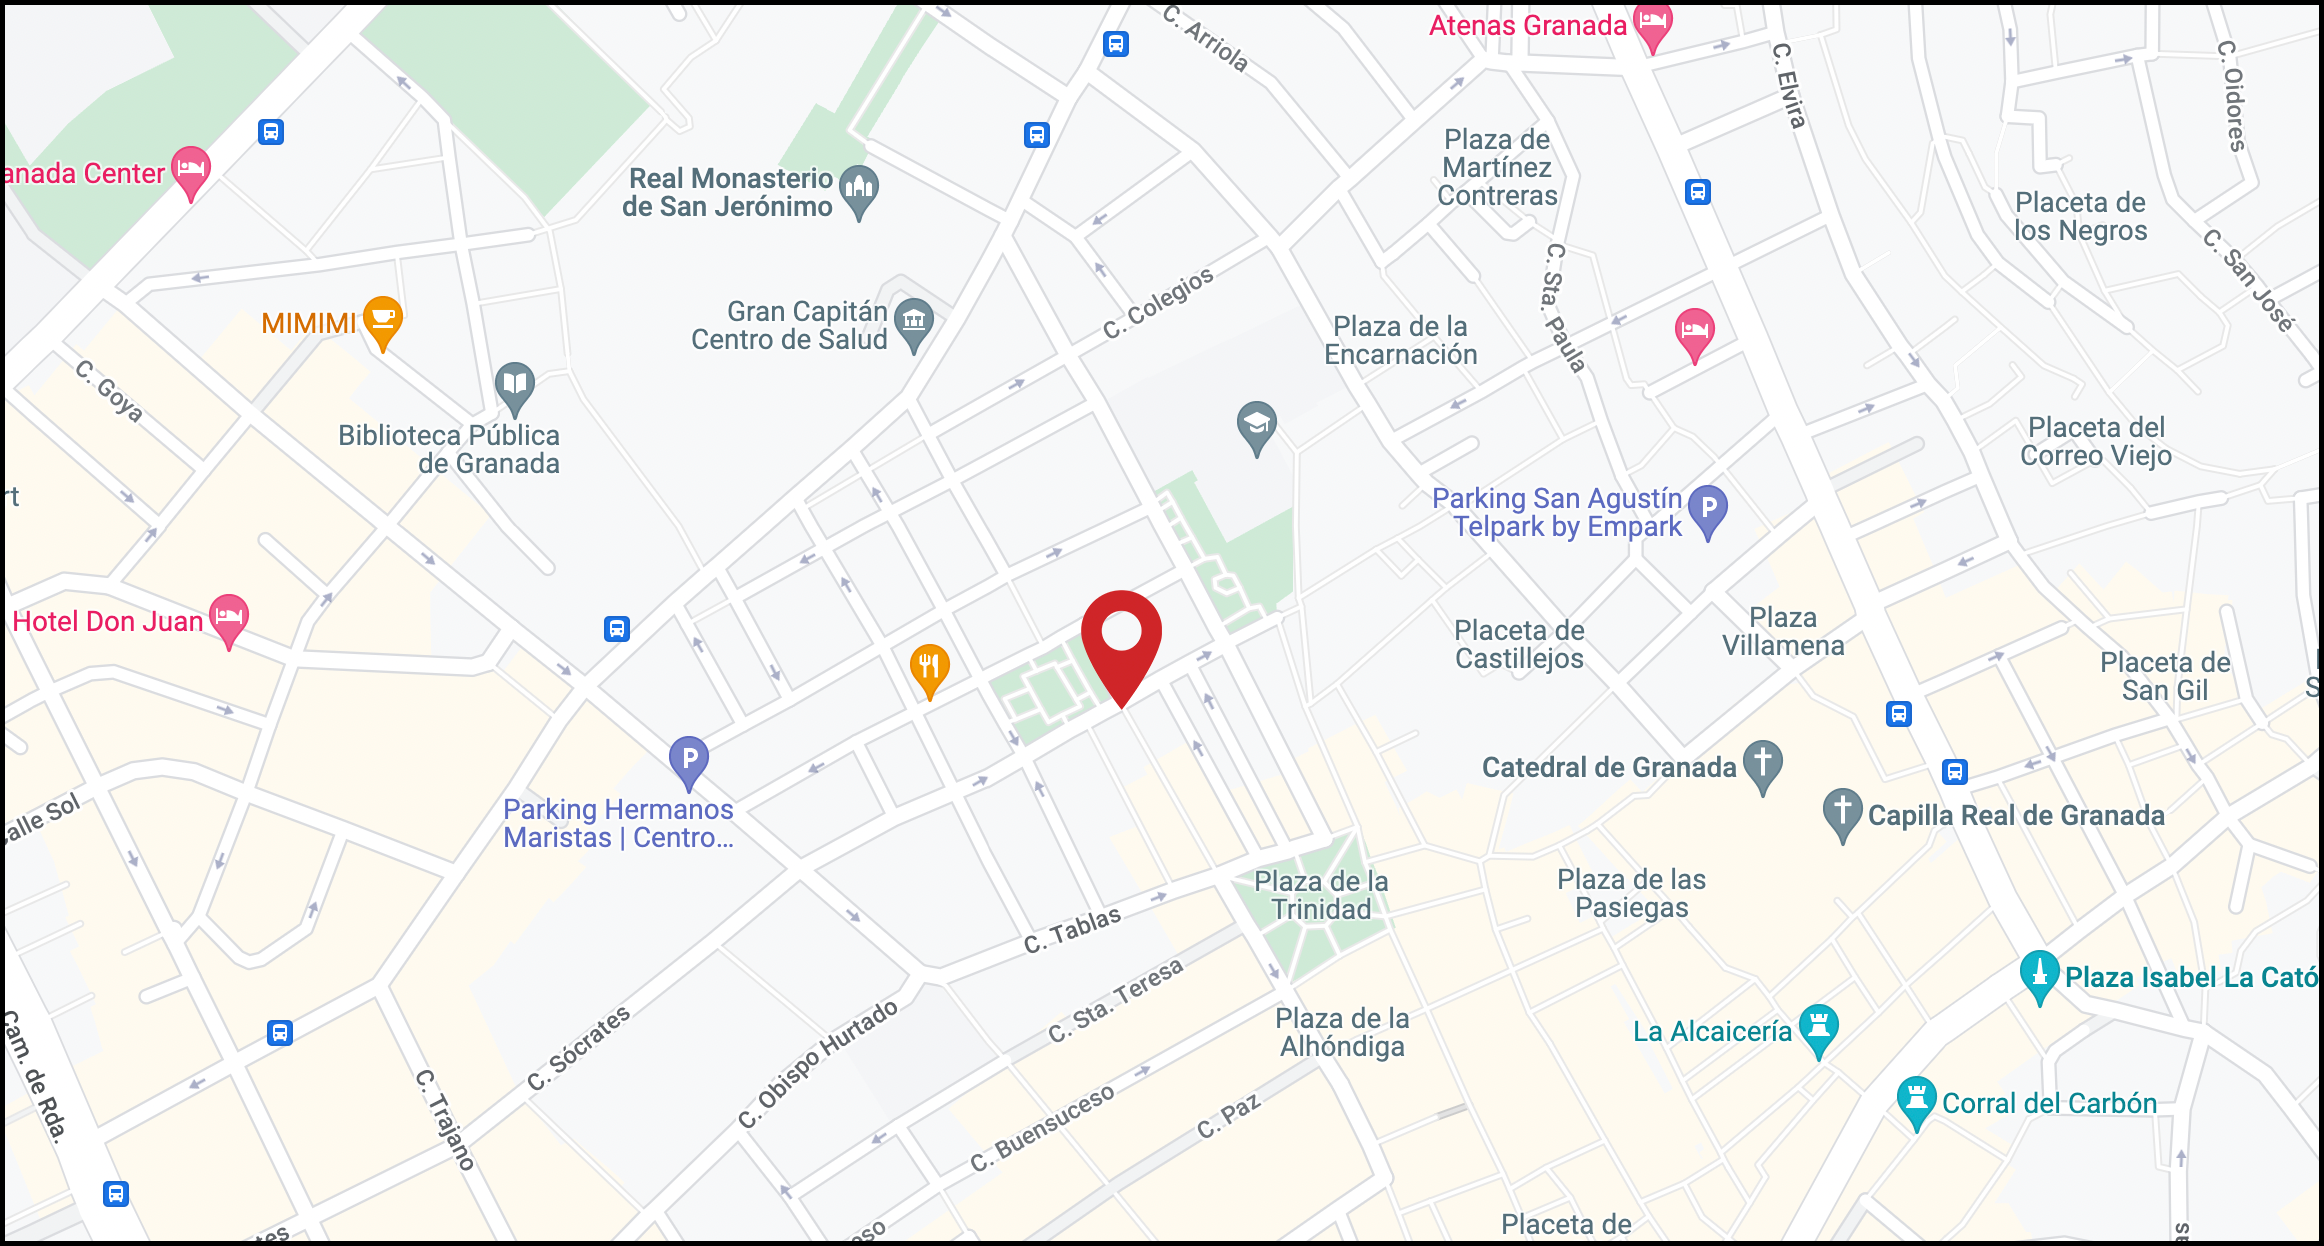 C. Arriola
Atenas Granada
C. Elvira
C. Oidores
anada Center
Real Monasterio
de San Jerónimo
Plaza de
Martínez
Contreras
Placeta de
los Negros
C. San José
MIMIMI
Gran Capitán
Centro de Salud
C. Colegios
Plaza de la
Encarnación
C. Sta. Paula
C. Goya
Biblioteca Pública
de Granada
Placeta del
Correo Viejo
rt
Parking San Agustín
Telpark by Empark
P
Hotel Don Juan
Placeta de
Castillejos
Plaza
Villamena
Placeta de
San Gil
S
P
Parking Hermanos
Maristas | Centro...
Catedral de Granada
Capilla Real de Granada
alle Sol
Plaza de la
Trinidad
Plaza de las
Pasiegas
C. Tablas
C. Sta. Teresa
Plaza Isabel La Cató
C. Sócrates
C. Obispo Hurtado
Plaza de la
Alhóndiga
La Alcaicería
Cam. de Rda.
C. Trajano
C. Buensuceso
C. Paz
Corral del Carbón
tes
eso
Placeta de
as